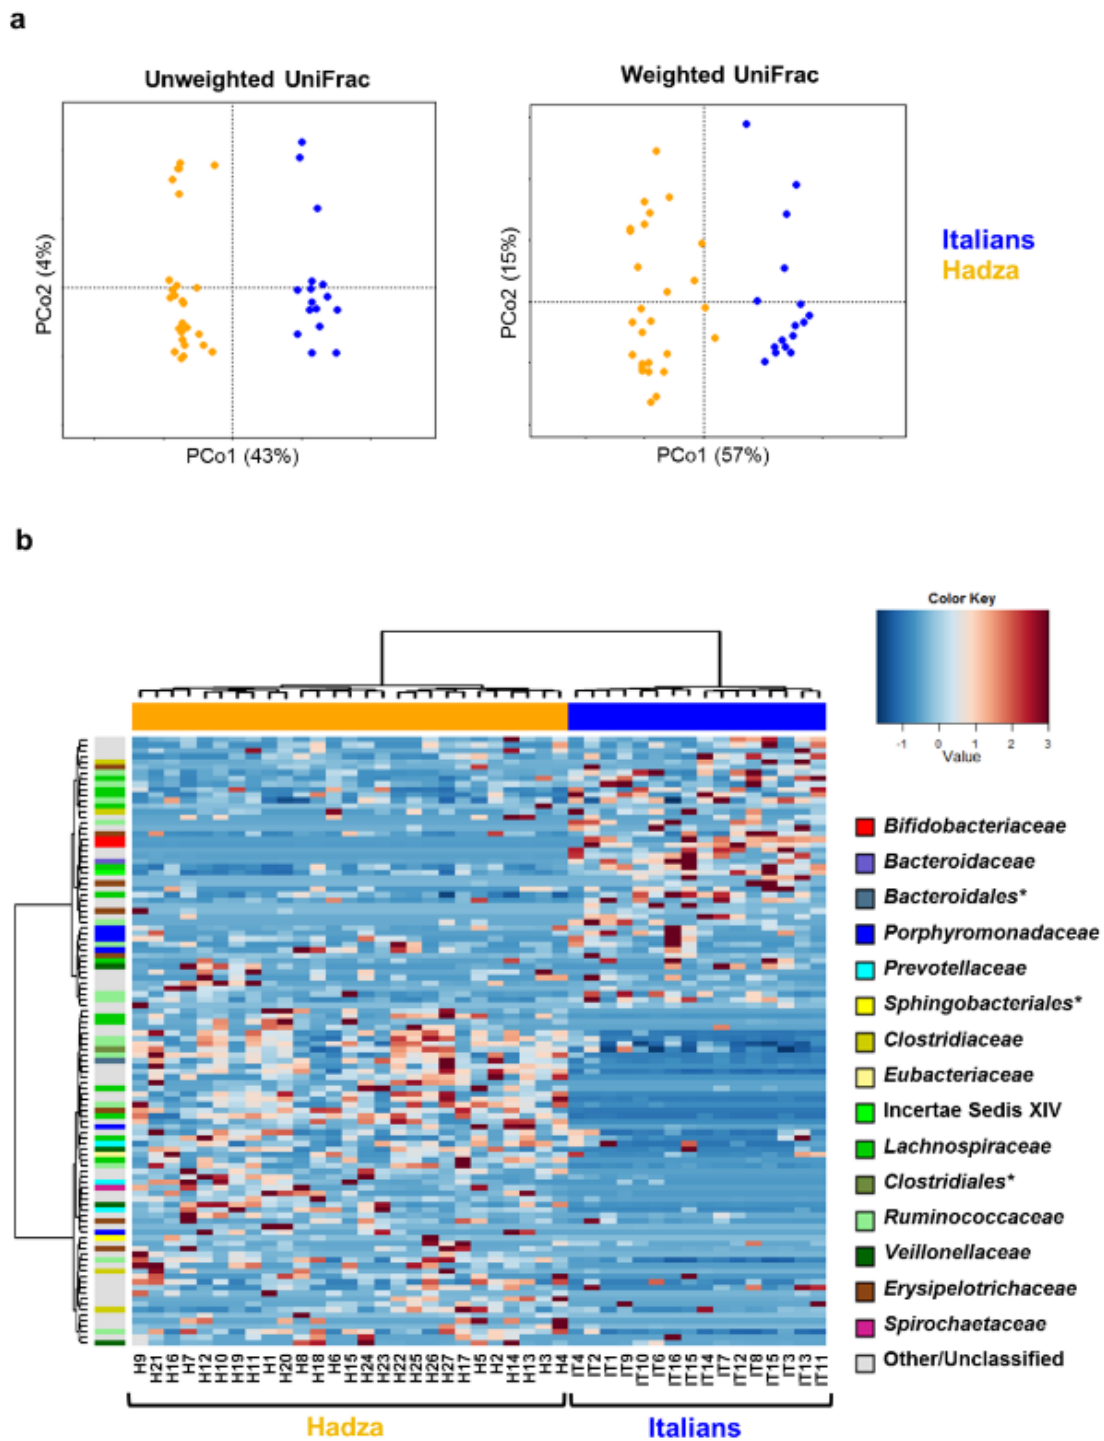 a
Unweighted UniFrac
Weighted UniFrac
PCo2 (4%)
PCo1 (43%)
PCo2 (15%)
PCo1 (57%)
Italians
Hadza
b
Color Key
-1 0 1 2 3
Value
Bifidobacteriaceae
Bacteroidaceae
Bacteroidales*
Porphyromonadaceae
Prevotellaceae
Sphingobacteriales*
Clostridiaceae
Eubacteriaceae
Incertae Sedis XIV
Lachnospiraceae
Clostridiales*
Ruminococcaceae
Veillonellaceae
Erysipelotrichaceae
Spirochaetaceae
Other/Unclassified
H9 H21 H16 H7 H12 H10 H19 H11 H1 H20 H8 H18 H6 H15 H24 H23 H22 H25 H26 H27 H17 H5 H2 H14 H13 H3 H4 IT4 IT2 IT1 IT9 IT10 IT6 IT16 IT15 IT14 IT7 IT12 IT8 IT15 IT3 IT13 IT11
Hadza
Italians